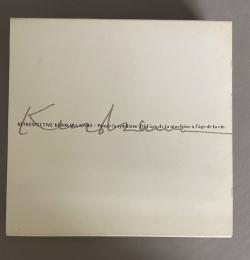 RETROSPECTIVE KISHO KUROKAWA / Penser la symbiose : de l'âge de la machine à l'âge de la vie.